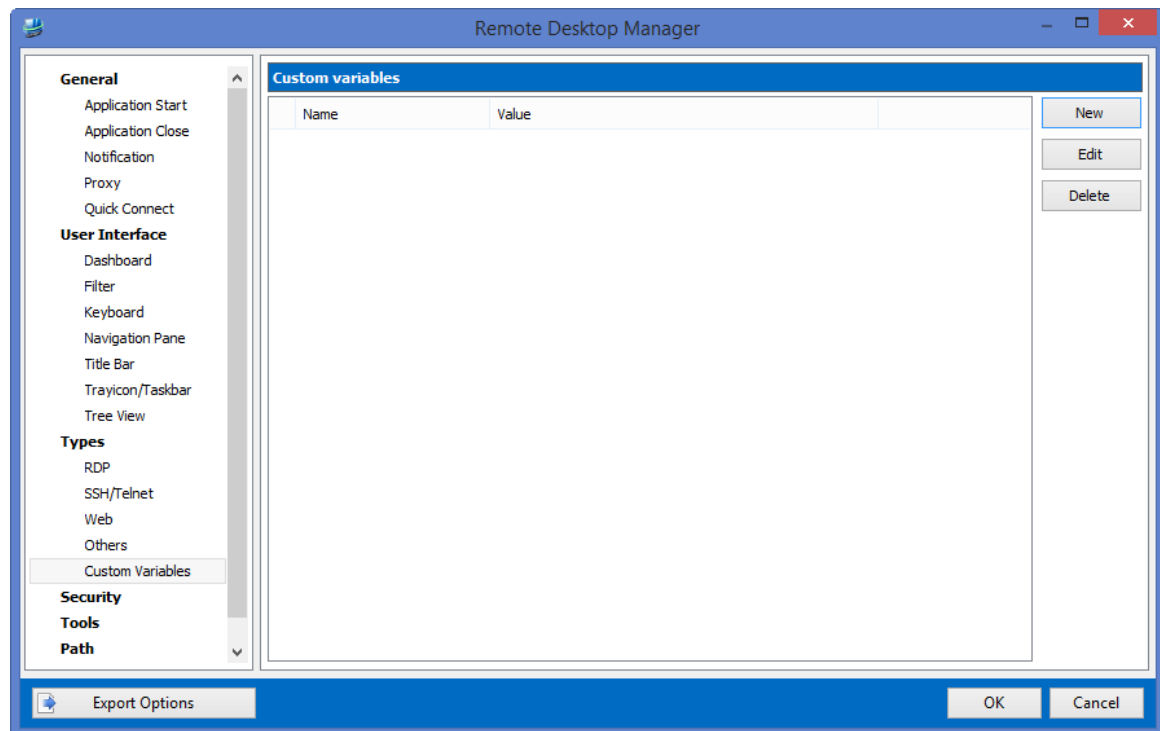 Remote Desktop Manager
General
Application Start
Application Close
Notification
Proxy
Quick Connect
User Interface
Dashboard
Filter
Keyboard
Navigation Pane
Title Bar
Trayicon/Taskbar
Tree View
Types
RDP
SSH/Telnet
Web
Others
Custom Variables
Security
Tools
Path
Custom variables
Name Value
New
Edit
Delete
Export Options
OK Cancel